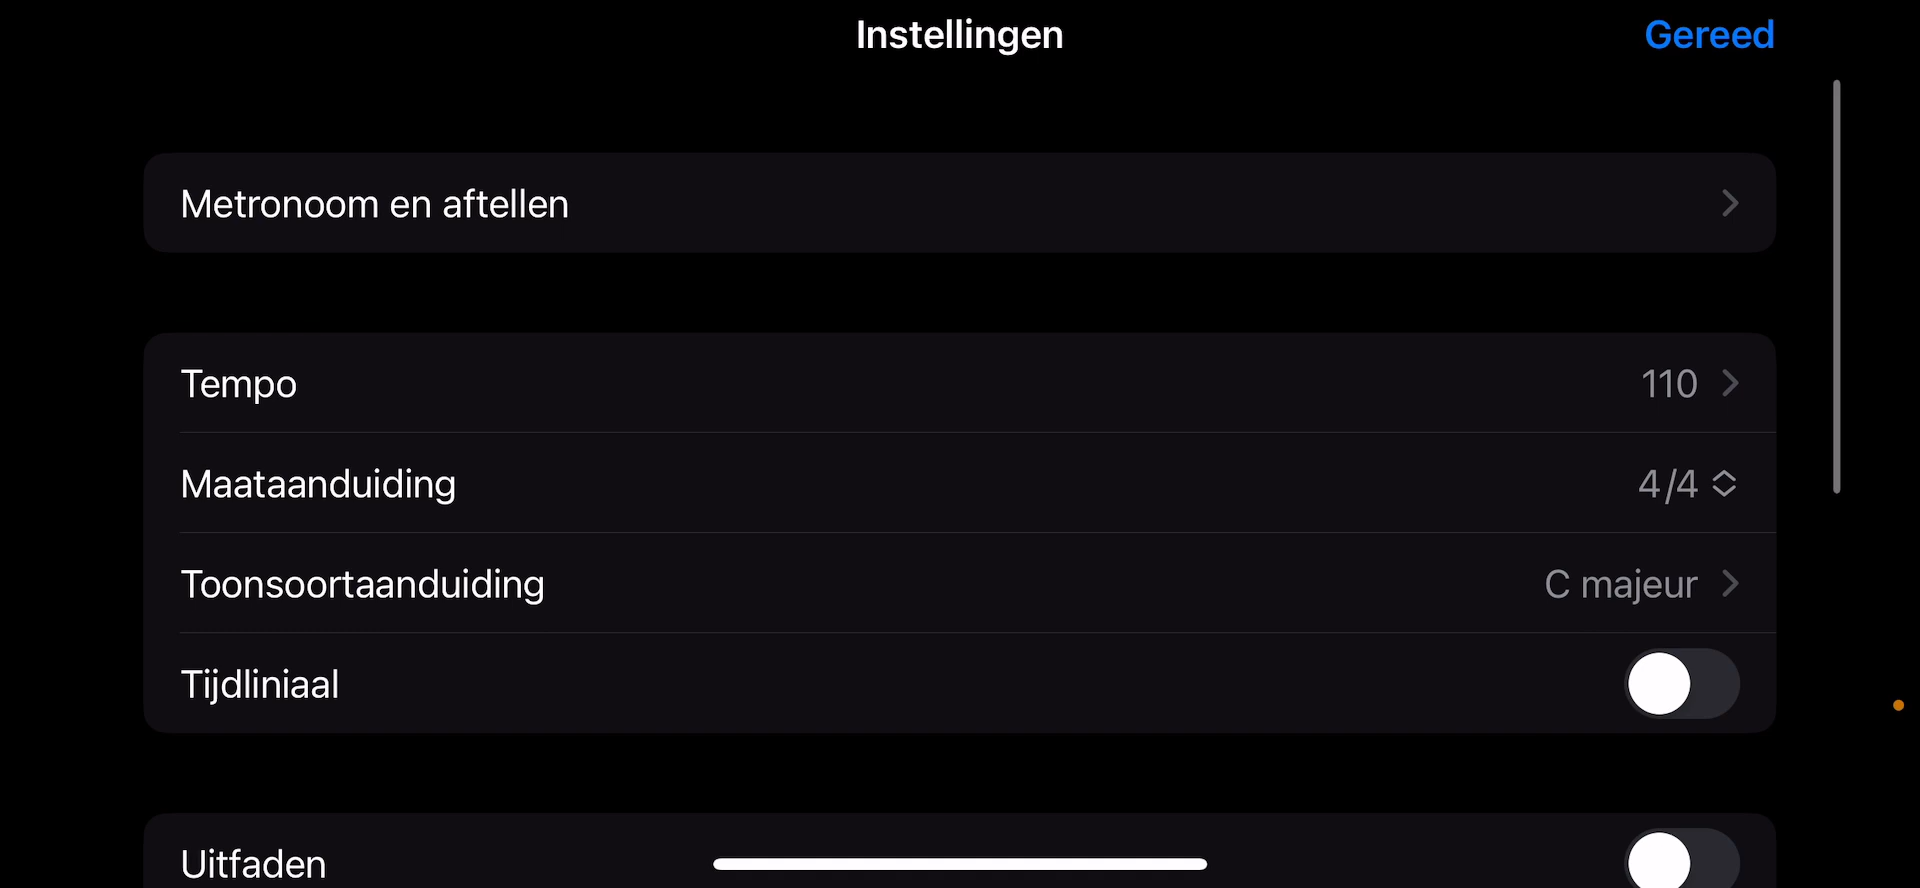 Instellingen
Gereed
Metronoom en aftellen
Tempo 110
Maataanduiding 4/4
Toonsoortaanduiding C majeur
Tijdliniaal
Uitfaden